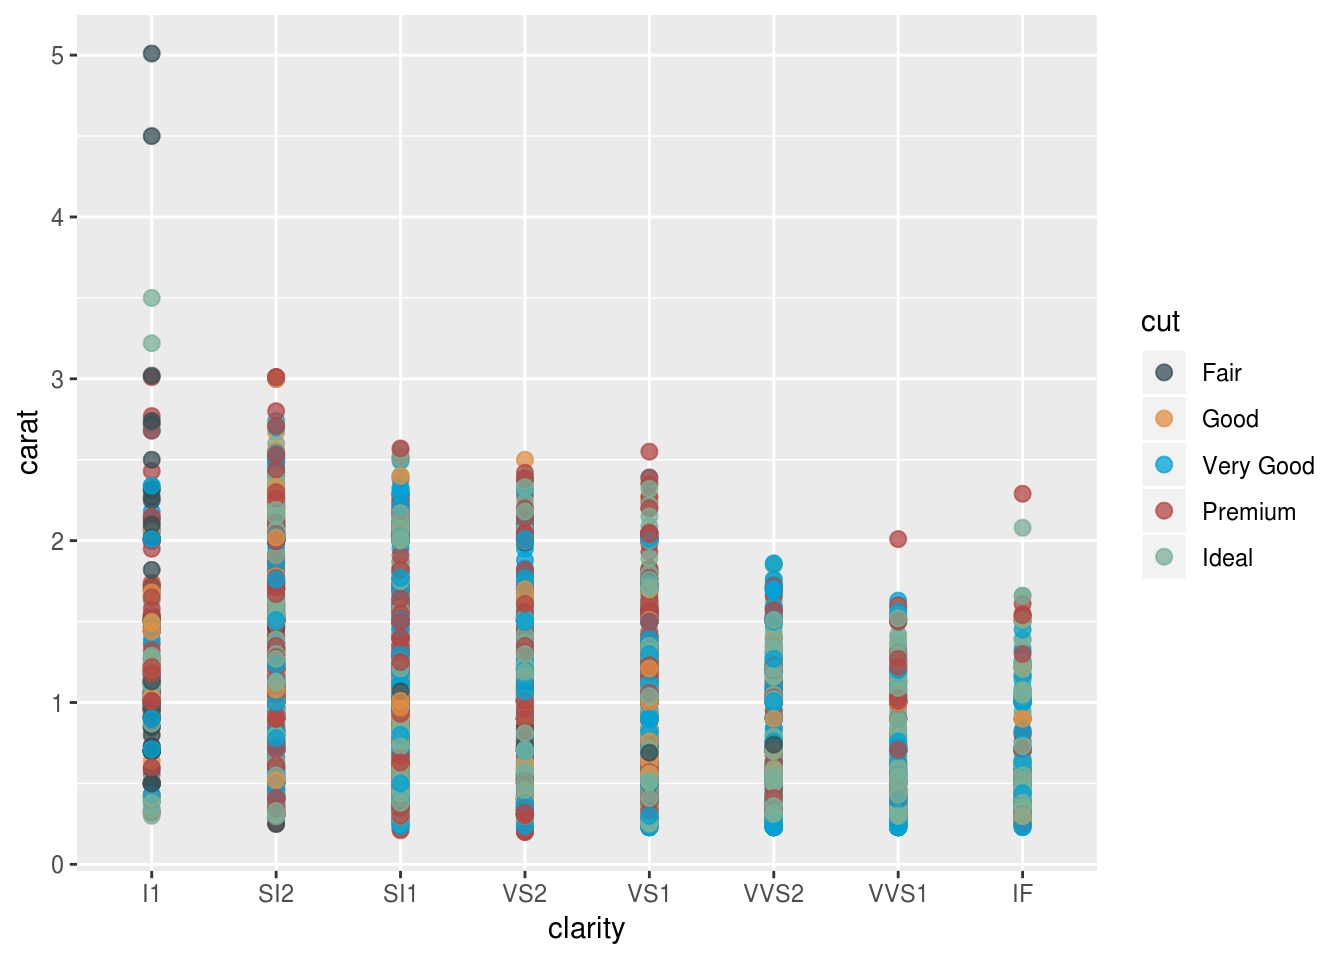 carat
5
4
3
2
1
0
I1 SI2 SI1 VS2 VS1 VVS2 VVS1 IF
clarity
cut
Fair
Good
Very Good
Premium
Ideal